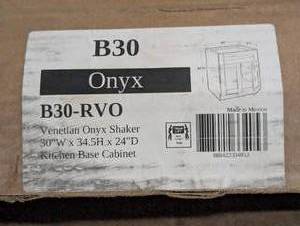 B30
Onyx
B30-RVO
Venetian Onyx Shaker
30"W x 34.5H x 24"D
Kitchen Base Cabinet
Made in Mexico